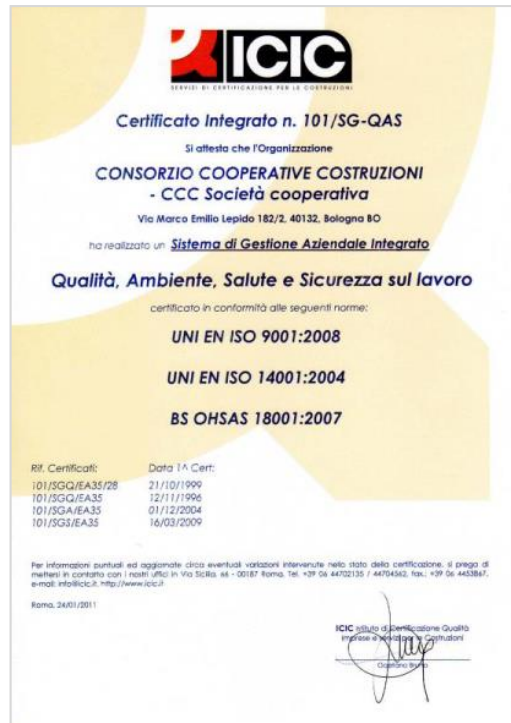 ICIC
SERVIZI DI CERTIFICAZIONE PER LE COSTRUZIONI
Certificato Integrato n. 101/SG-QAS
Si attesta che l'Organizzazione
CONSORZIO COOPERATIVE COSTRUZIONI
- CCC Società cooperativa
Via Marco Emilio Lepido 182/2, 40132, Bologna BO
ha realizzato un Sistema di Gestione Aziendale Integrato
Qualità, Ambiente, Salute e Sicurezza sul lavoro
certificato in conformità alle seguenti norme:
UNI EN ISO 9001:2008
UNI EN ISO 14001:2004
BS OHSAS 18001:2007
Rif. Certificati: Data 1^ Cert:
101/SGQ/EA35/28 21/10/1999
101/SGQ/EA35 12/11/1996
101/SGA/EA35 01/12/2004
101/SGS/EA35 16/03/2009
Per informazioni puntuali ed aggiornate circa eventuali variazioni intervenute nello stato della certificazione, si prega di
mettersi in contatto con i nostri uffici in Via Sicilia, 66 - 00187 Roma, Tel. +39 06 44702135 / 44704562, fax.: +39 06 4453867,
e-mail: info@icic.it, http://www.icic.it
Roma, 24/01/2011
ICIC Istituto di Certificazione Qualità
Imprese e servizi per le Costruzioni
Gaetano